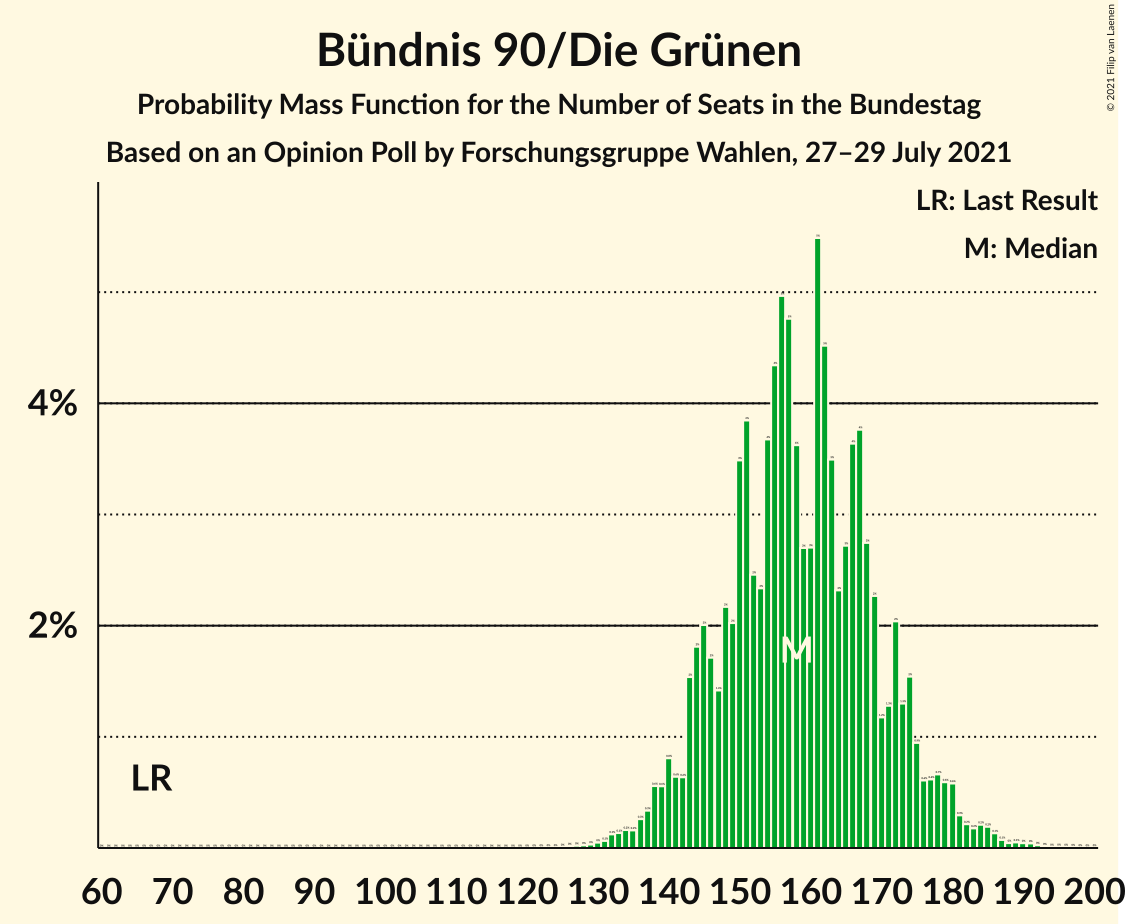 Bündnis 90/Die Grünen
Probability Mass Function for the Number of Seats in the Bundestag
Based on an Opinion Poll by Forschungsgruppe Wahlen, 27–29 July 2021
© 2021 Filip van Laenen
LR: Last Result
M: Median
4%
2%
M
LR
60 70 80 90 100 110 120 130 140 150 160 170 180 190 200